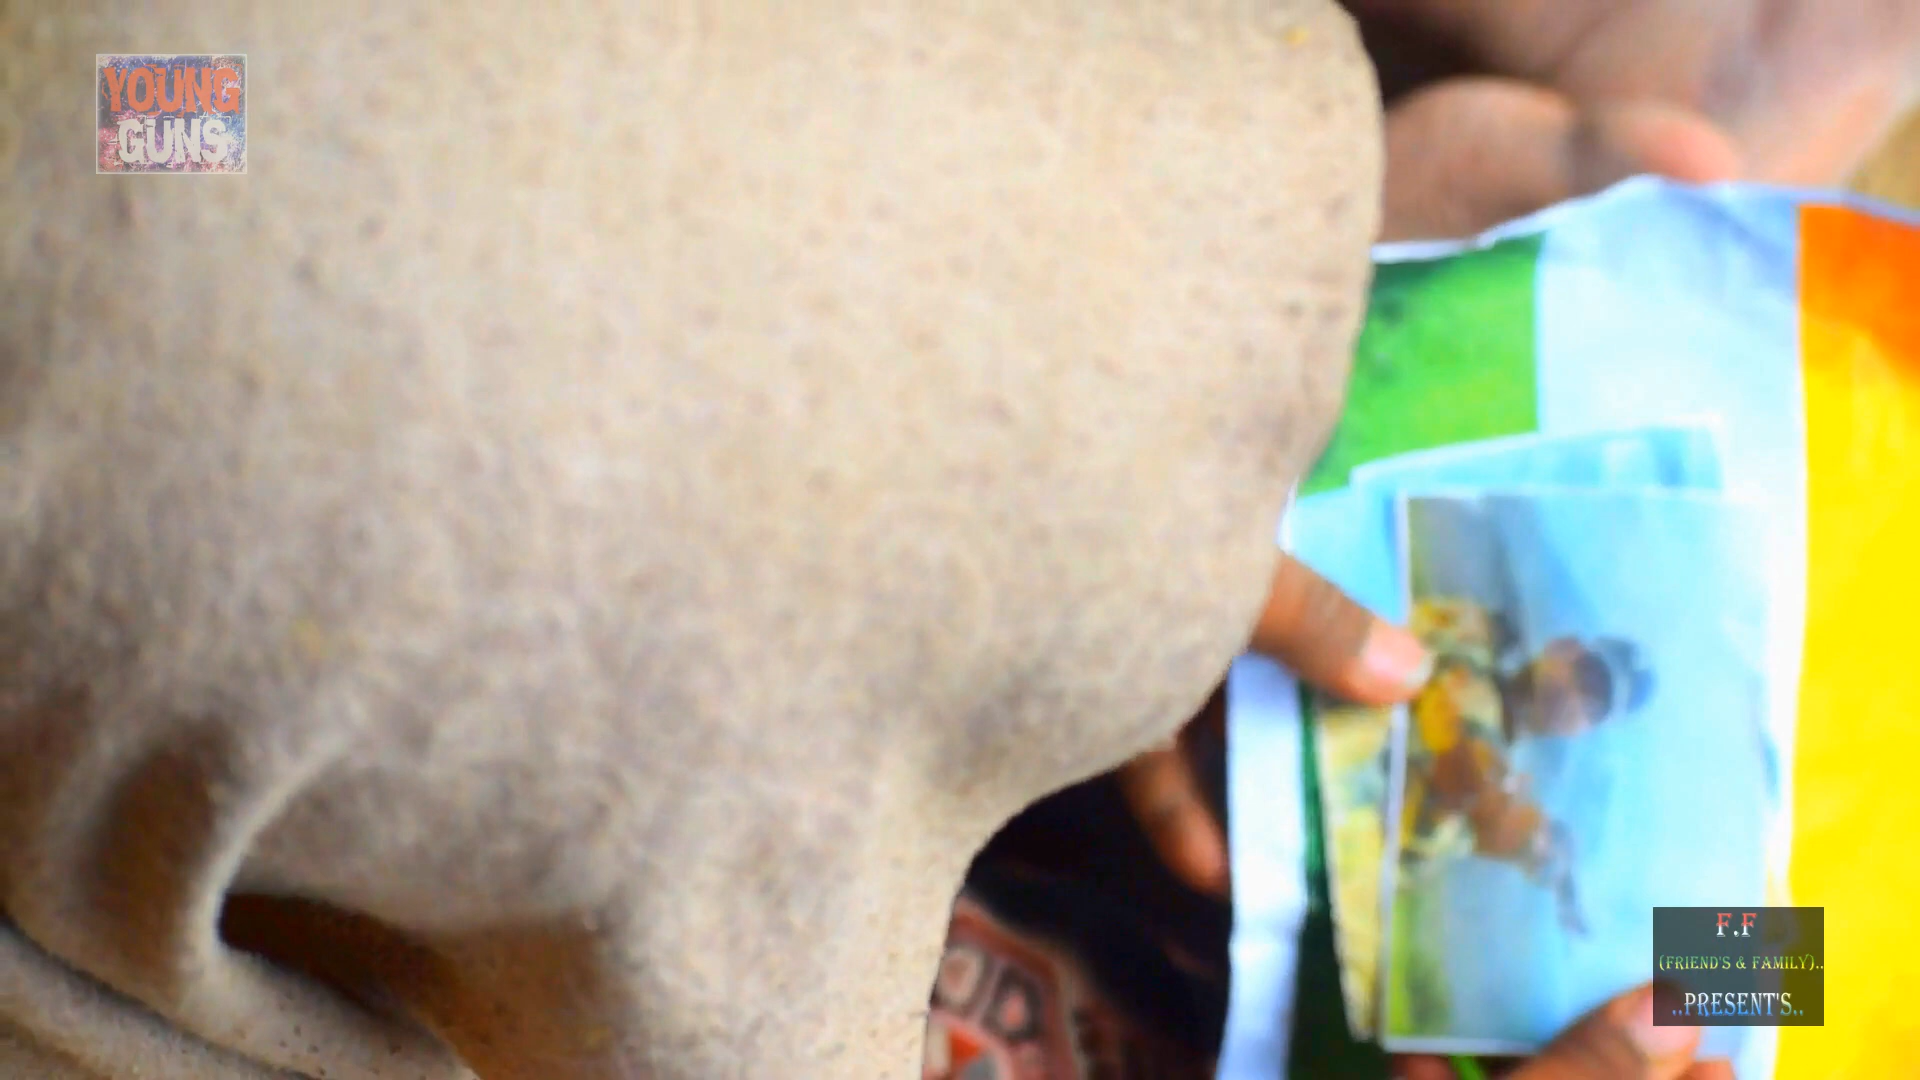 YOUNG
GUNS
F.F
(FRIEND'S & FAMILY)..
..PRESENT'S..